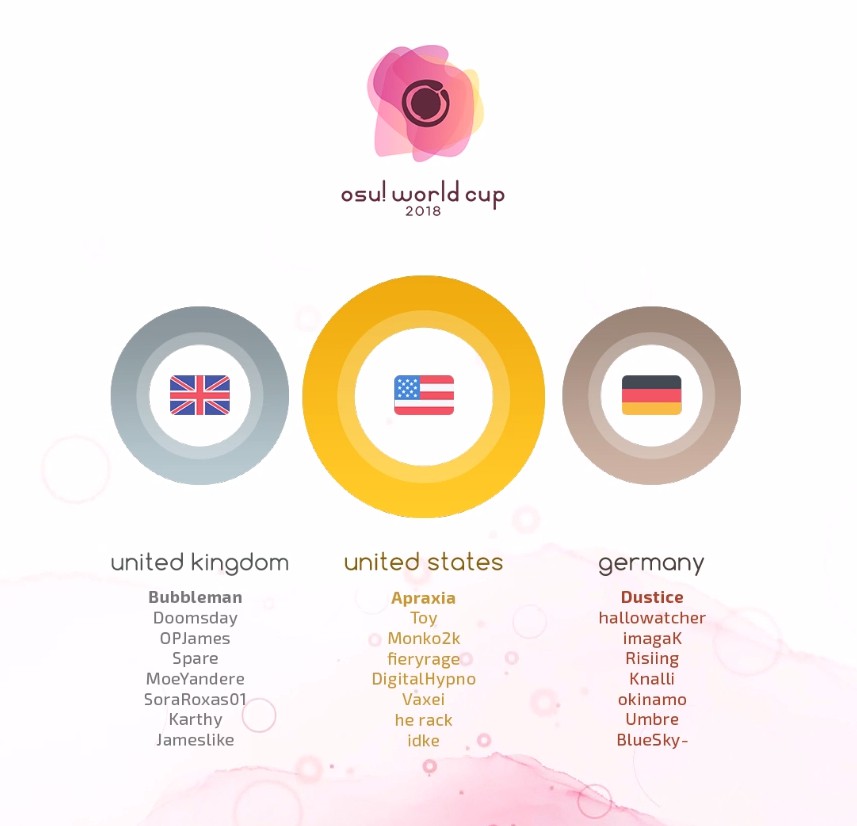 osu! world cup
2018
united kingdom
Bubbleman
Doomsday
OPJames
Spare
MoeYandere
SoraRoxas01
Karthy
Jameslike
united states
Apraxia
Toy
Monko2k
fieryrage
DigitalHypno
Vaxei
he rack
idke
germany
Dustice
hallowatcher
imagaK
Risiing
Knalli
okinamo
Umbre
BlueSky-